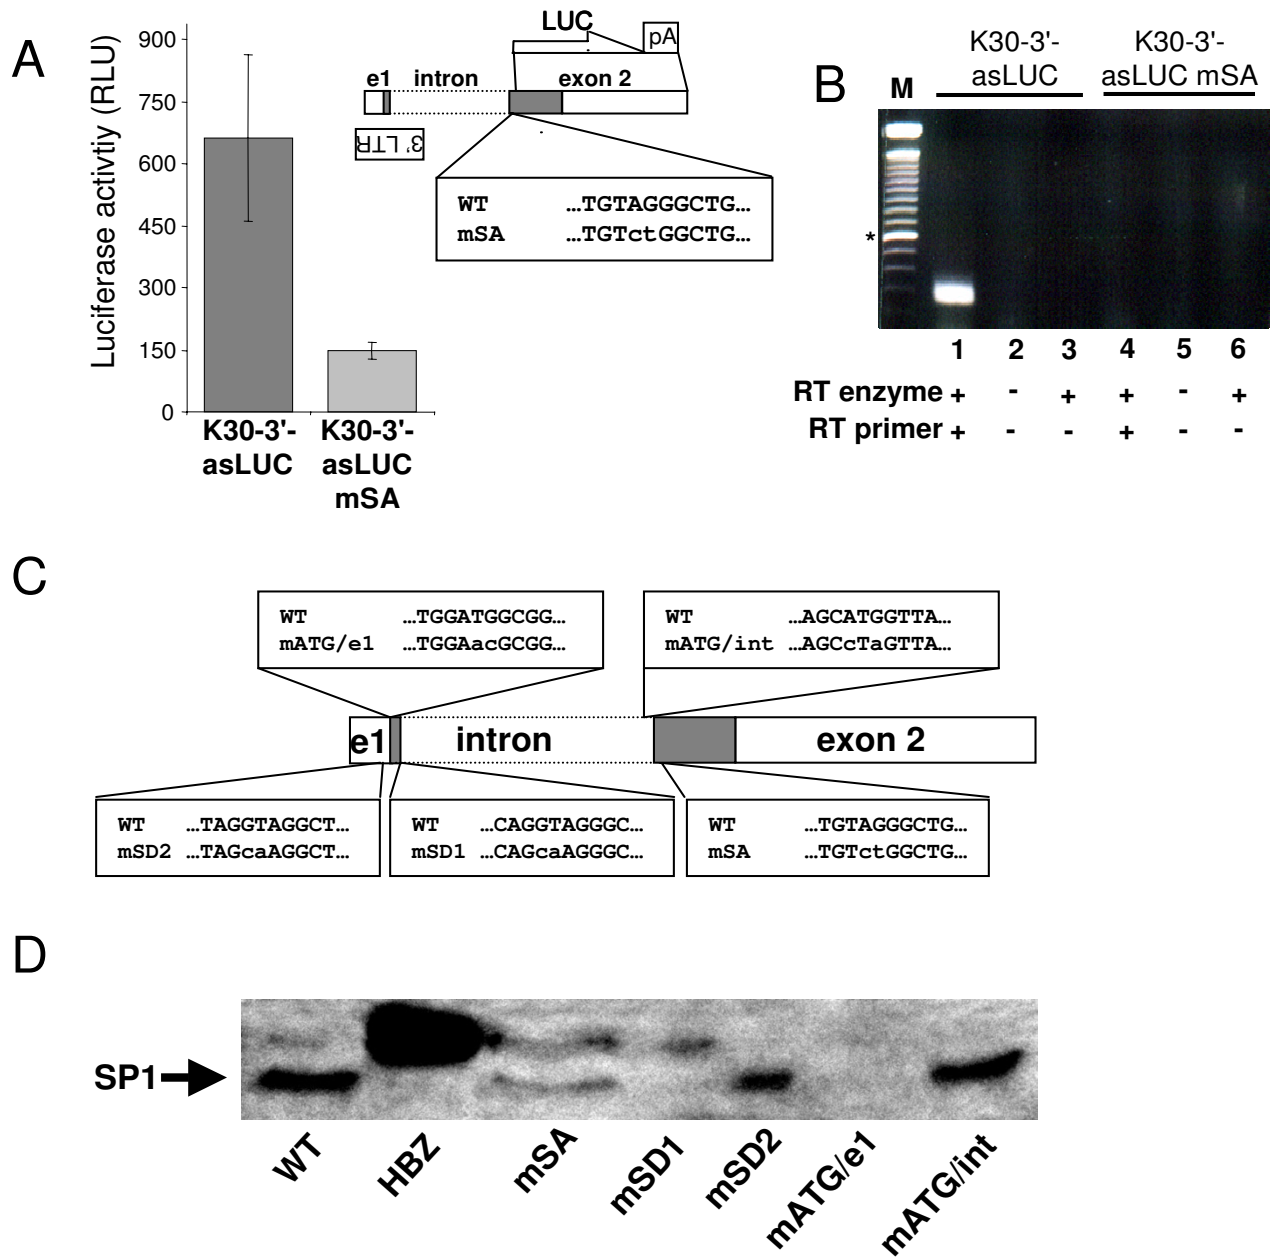 A
Luciferase activtiy (RLU)
900
750
600
450
300
150
0
K30-3'-
asLUC
K30-3'-
asLUC
mSA
LUC
pA
e1 intron exon 2
3' LTR
WT ...TGTAGGGCTG...
mSA ...TGTctGGCTG...
B
M
K30-3'-
asLUC
K30-3'-
asLUC mSA
*
1 2 3 4 5 6
RT enzyme + - + + - +
RT primer + - - + - -
C
WT ...TGGATGGCGG...
mATG/e1 ...TGGAacGCGG...
WT ...AGCATGGTTA...
mATG/int ...AGCcTaGTTA...
e1 intron exon 2
WT ...TAGGTAGGCT...
mSD2 ...TAGcaAGGCT...
WT ...CAGGTAGGGC...
mSD1 ...CAGcaAGGGC...
WT ...TGTAGGGCTG...
mSA ...TGTctGGCTG...
D
SP1
WT
HBZ
mSA
mSD1
mSD2
mATG/e1
mATG/int